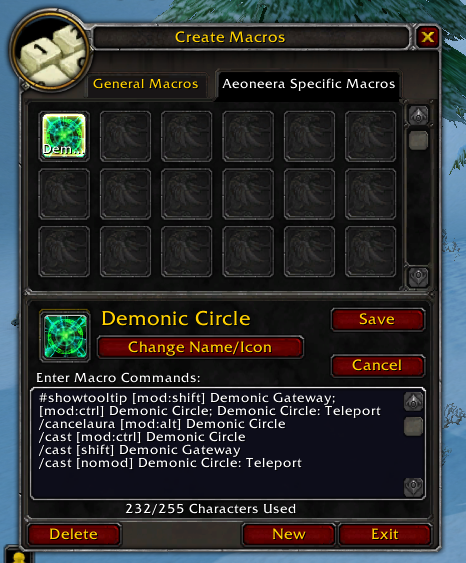 Create Macros
General Macros
Aeoneera Specific Macros
Dem...
Demonic Circle
Save
Change Name/Icon
Cancel
Enter Macro Commands:
#showtooltip [mod:shift] Demonic Gateway;
[mod:ctrl] Demonic Circle; Demonic Circle: Teleport
/cancelaura [mod:alt] Demonic Circle
/cast [mod:ctrl] Demonic Circle
/cast [shift] Demonic Gateway
/cast [nomod] Demonic Circle: Teleport
232/255 Characters Used
Delete
New
Exit